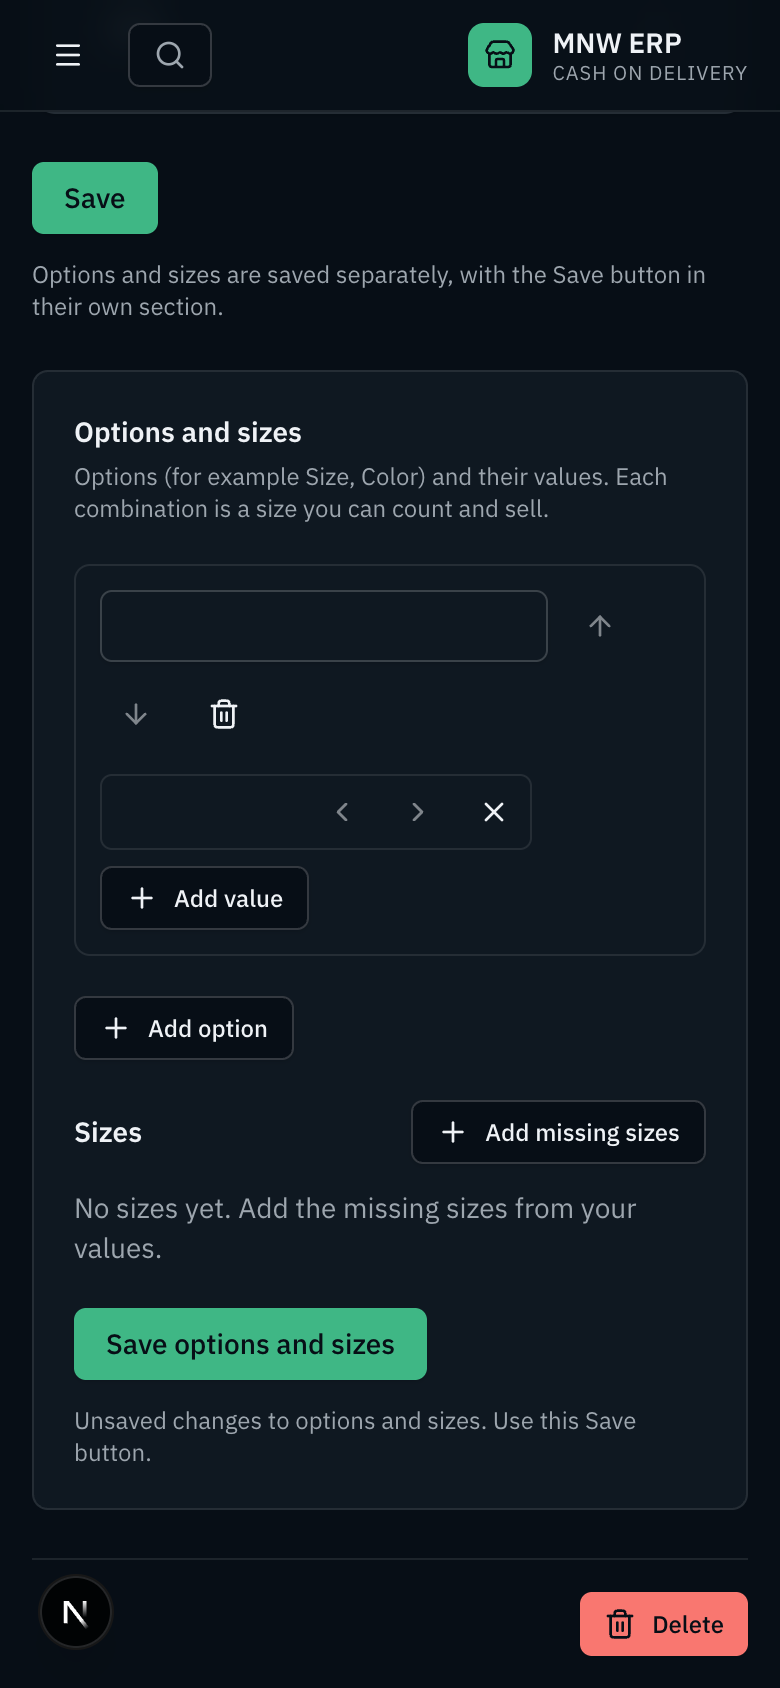 MNW ERP
CASH ON DELIVERY
Save
Options and sizes are saved separately, with the Save button in
their own section.
Options and sizes
Options (for example Size, Color) and their values. Each
combination is a size you can count and sell.
Add value
Add option
Sizes
Add missing sizes
No sizes yet. Add the missing sizes from your
values.
Save options and sizes
Unsaved changes to options and sizes. Use this Save
button.
N
Delete